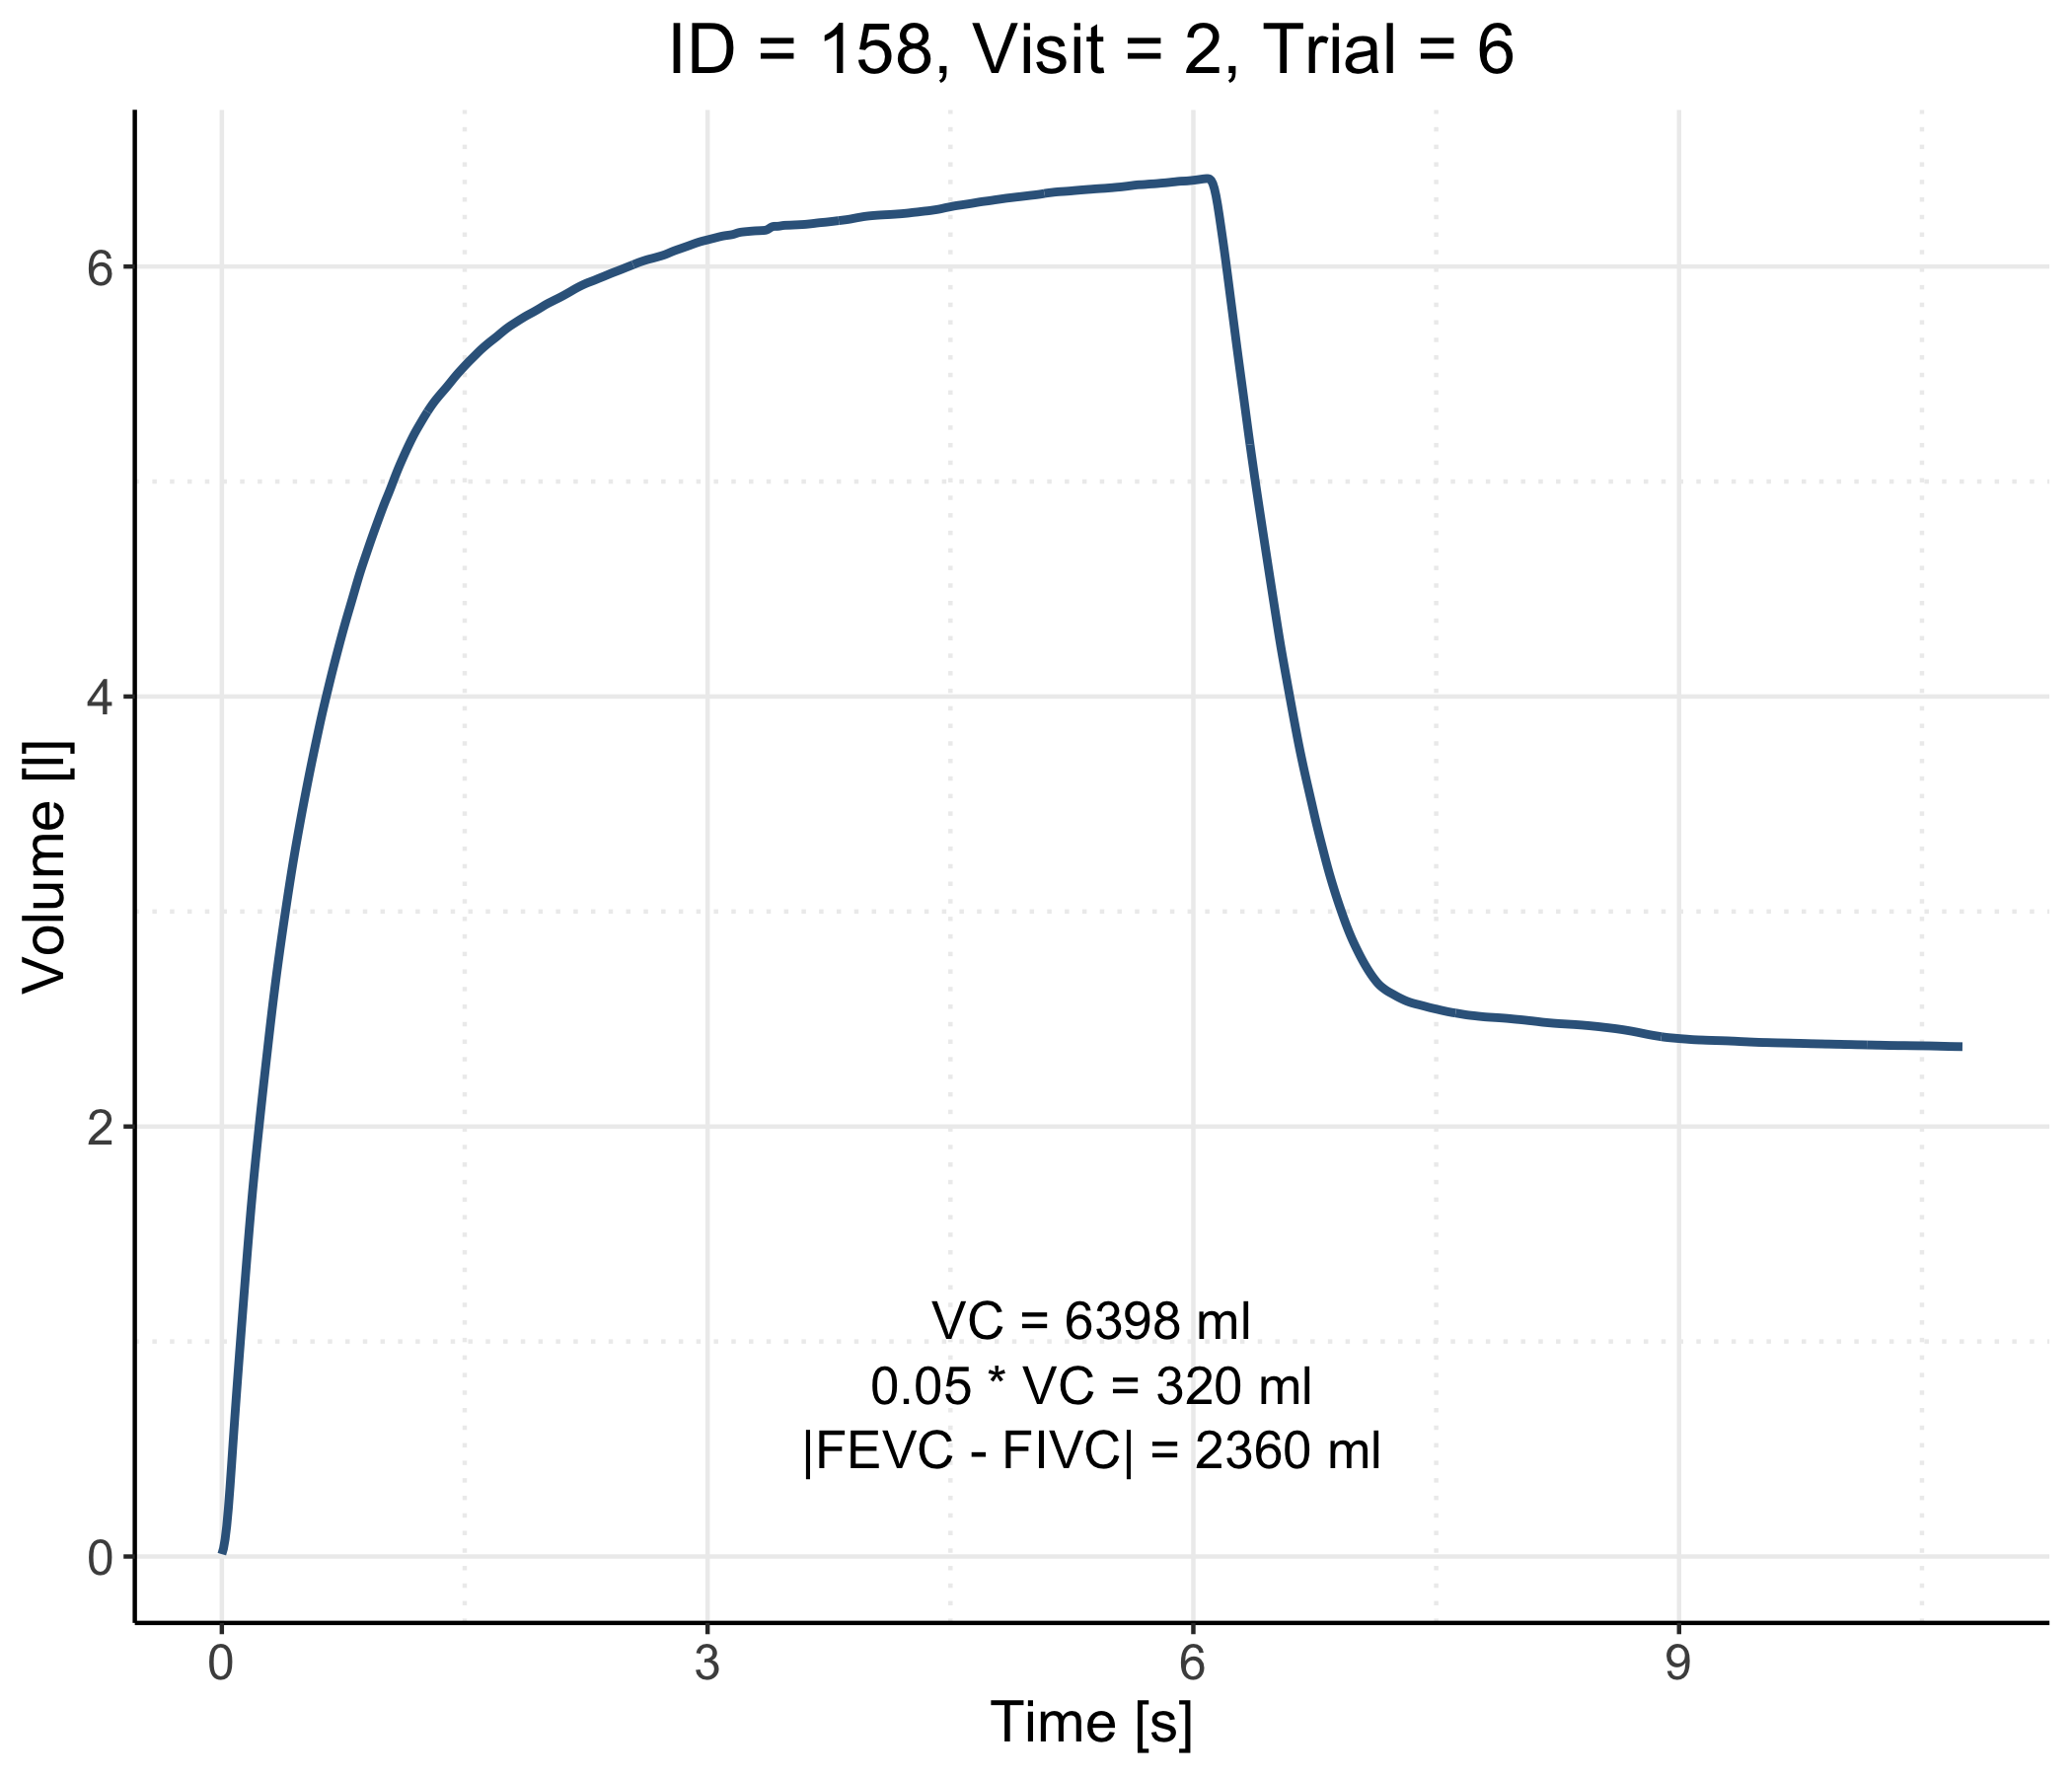 ID = 158, Visit = 2, Trial = 6
6
4
2
0
Volume [l]
VC = 6398 ml
0.05 * VC = 320 ml
|FEVC - FIVC| = 2360 ml
0 3 6 9
Time [s]